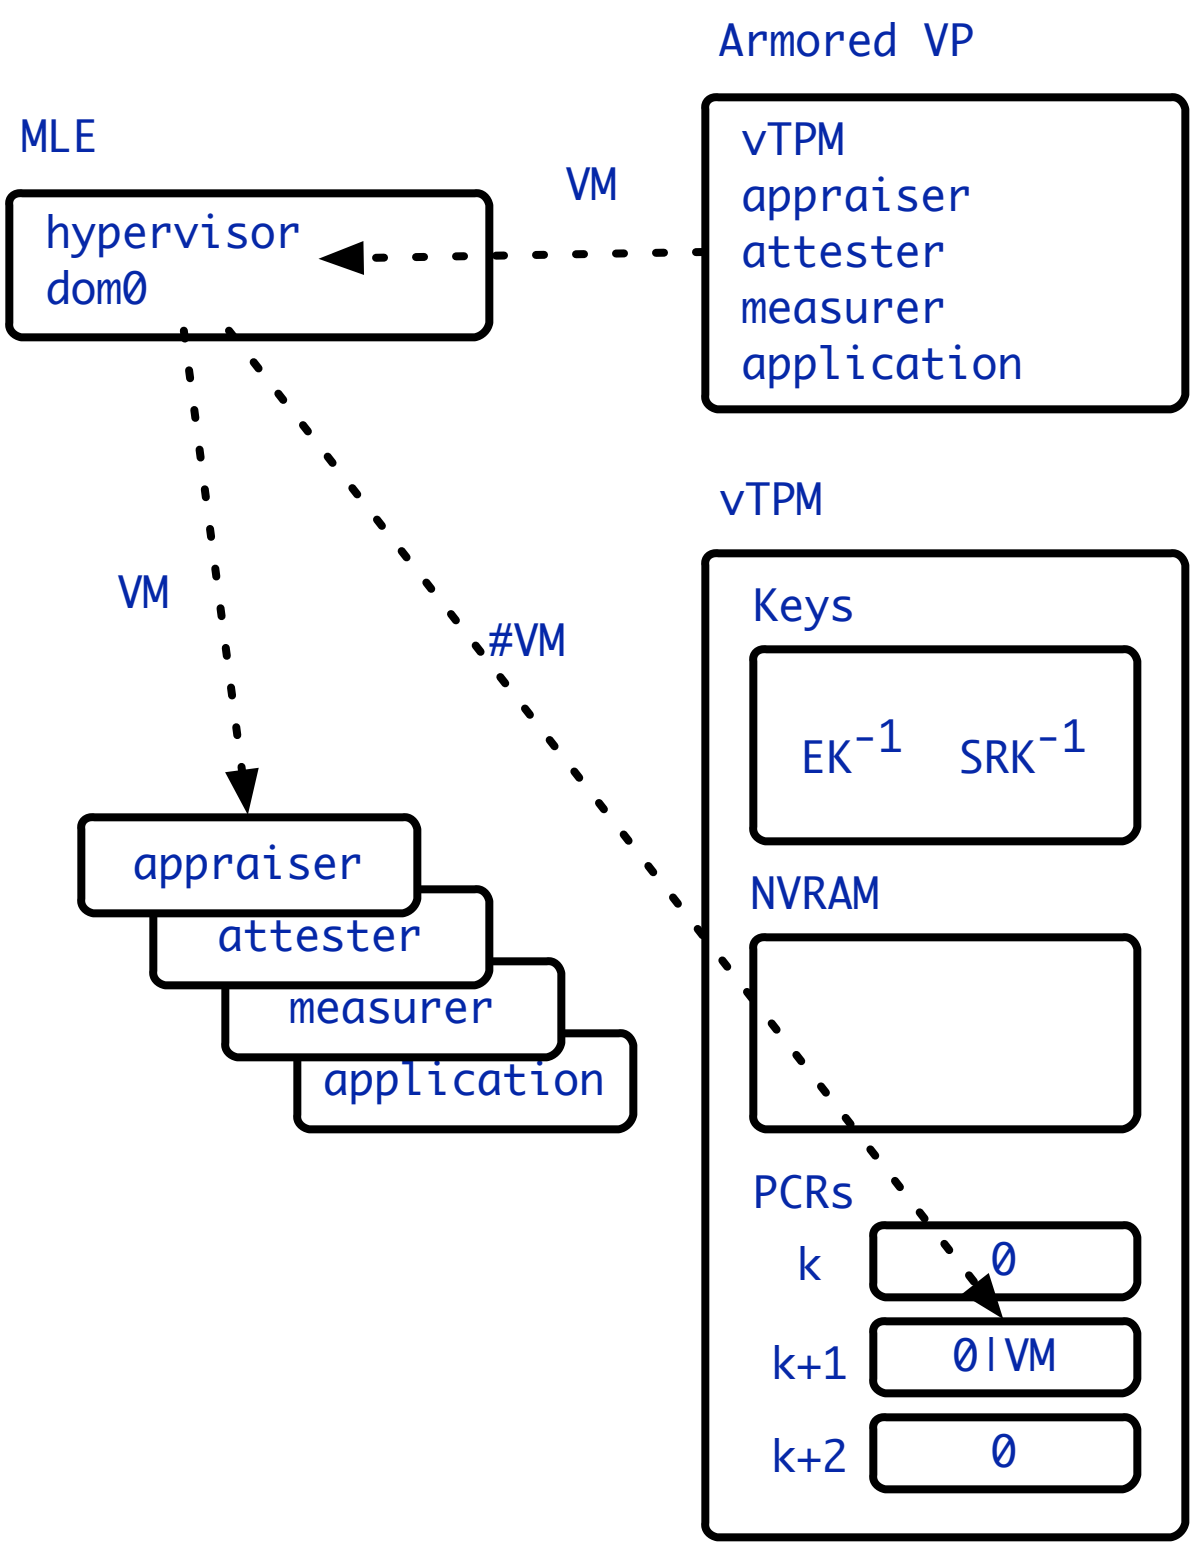 Armored VP
MLE
vTPM
appraiser
attester
measurer
application
VM
hypervisor
dom0
vTPM
VM
#VM
Keys
EK⁻¹ SRK⁻¹
NVRAM
appraiser
attester
measurer
application
PCRs
k 0
k+1 0|VM
k+2 0